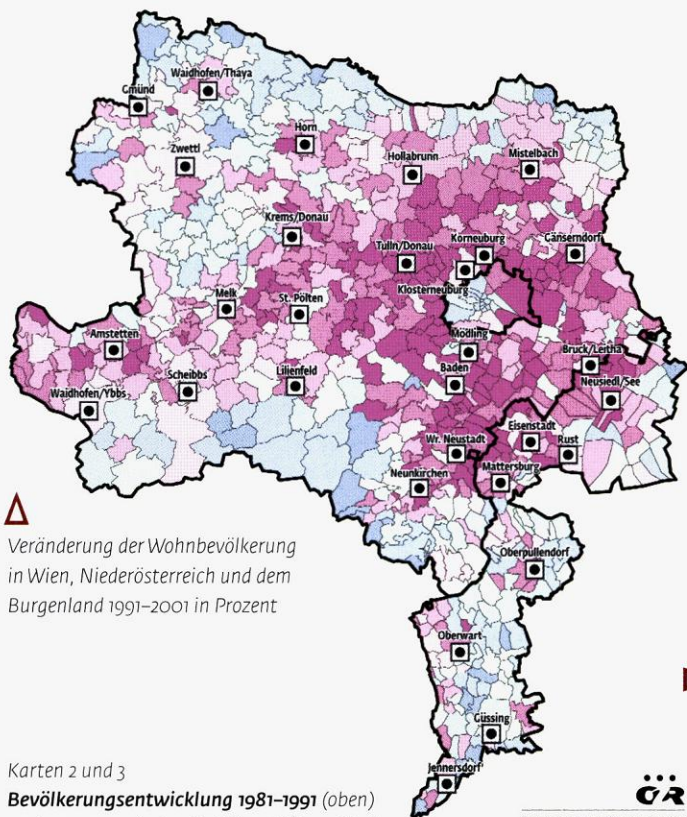 Waidhofen/Thaya
Gmünd
Horn
Zwettl
Hollabrunn
Mistelbach
Krems/Donau
Tulln/Donau
Korneuburg
Gänserndorf
Klosterneuburg
Melk
St. Pölten
Amstetten
Mödling
Bruck/Leitha
Scheibbs
Lilienfeld
Baden
Neusiedl/See
Waidhofen/Ybbs
Eisenstadt
Wr. Neustadt
Rust
Neunkirchen
Mattersburg
Veränderung der Wohnbevölkerung
in Wien, Niederösterreich und dem
Burgenland 1991–2001 in Prozent
Oberpullendorf
Oberwart
Güssing
Jennersdorf
Karten 2 und 3
Bevölkerungsentwicklung 1981–1991 (oben)